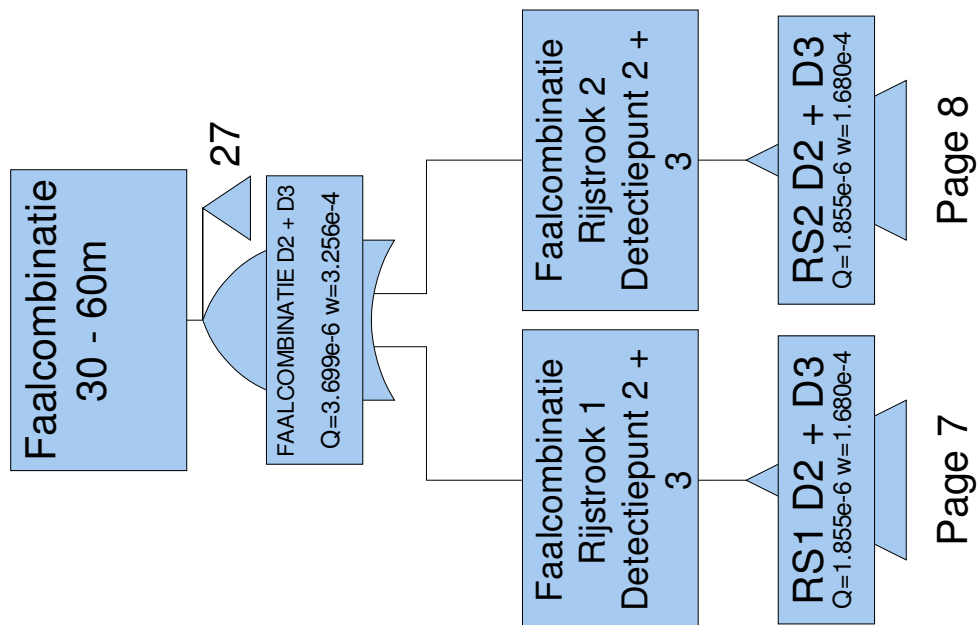 Faalcombinatie
30 - 60m
27
FAALCOMBINATIE D2 + D3
Q=3.699e-6 w=3.256e-4
Faalcombinatie
Rijstrook 1
Detectiepunt 2 +
3
RS1 D2 + D3
Q=1.855e-6 w=1.680e-4
Page 7
Faalcombinatie
Rijstrook 2
Detectiepunt 2 +
3
RS2 D2 + D3
Q=1.855e-6 w=1.680e-4
Page 8